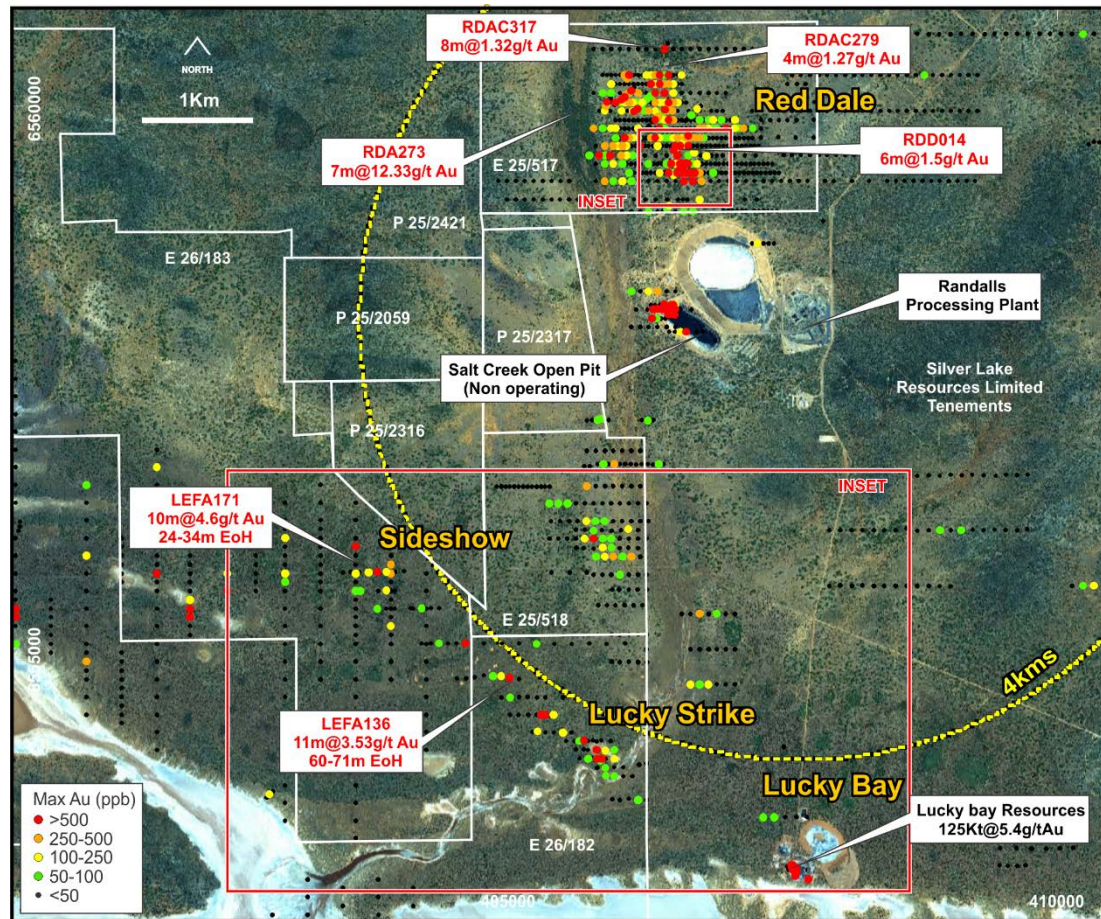 RDAC317
8m@1.32g/t Au
RDAC279
4m@1.27g/t Au
NORTH
1Km
6560000
Red Dale
RDA273
7m@12.33g/t Au
E 25/517
RDD014
6m@1.5g/t Au
INSET
P 25/2421
E 26/183
P 25/2059
P 25/2317
Randalls
Processing Plant
Salt Creek Open Pit
(Non operating)
Silver Lake
Resources Limited
Tenements
P 25/2316
INSET
LEFA171
10m@4.6g/t Au
24-34m EoH
Sideshow
E 25/518
4kms
LEFA136
11m@3.53g/t Au
60-71m EoH
Lucky Strike
Lucky Bay
Lucky bay Resources
125Kt@5.4g/tAu
E 26/182
Max Au (ppb)
>500
250-500
100-250
50-100
<50
410000